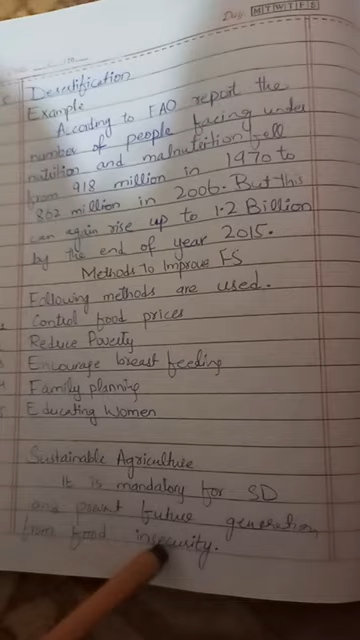 Day M T W T F S
Desertification
Example
According to FAO report the
number of people facing under
nutrition and malnutrition fell
from 918 million in 1970 to
862 million in 2006. But this
can again rise up to 1.2 Billion
by the end of year 2015.
Methods To Improve FS
Following methods are used.
Control food prices
Reduce Poverty
3 Encourage breast feeding
4 Family planning
5 Educating Women
Sustainable Agriculture
It is mandatory for SD
and prevent future generation
from food insecurity.